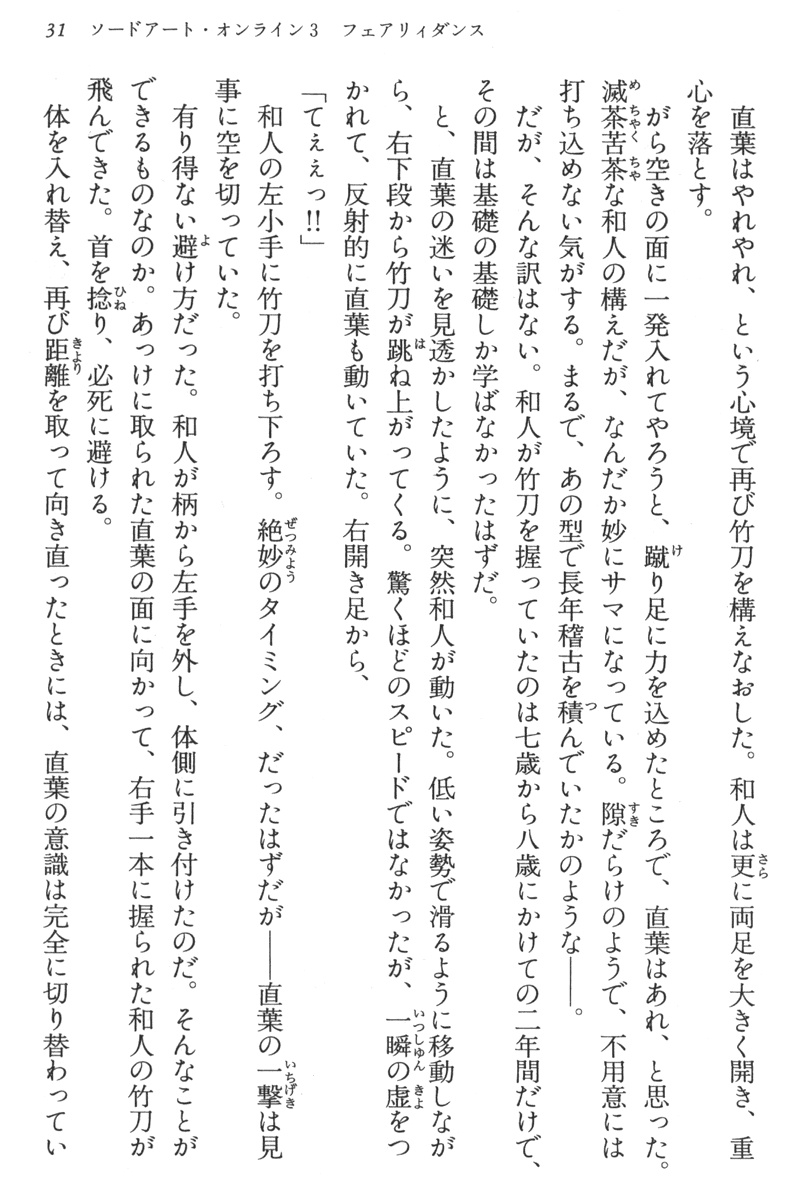 31　ソードアート・オンライン3　フェアリィダンス
　直葉はやれやれ、という心境で再び竹刀を構えなおした。和人は更に両足を大きく開き、重
心を落とす。
　がら空きの面に一発入れてやろうと、蹴り足に力を込めたところで、直葉はあれ、と思った。
滅茶苦茶な和人の構えだが、なんだか妙にサマになっている。隙だらけのようで、不用意には
打ち込めない気がする。まるで、あの型で長年稽古を積んでいたかのような――。
　だが、そんな訳はない。和人が竹刀を握っていたのは七歳から八歳にかけての二年間だけで、
その間は基礎の基礎しか学ばなかったはずだ。
　と、直葉の迷いを見透かしたように、突然和人が動いた。低い姿勢で滑るように移動しなが
ら、右下段から竹刀が跳ね上がってくる。驚くほどのスピードではなかったが、一瞬の虚をつ
かれて、反射的に直葉も動いていた。右開き足から、
「てぇぇっ!!」
　和人の左小手に竹刀を打ち下ろす。絶妙のタイミング、だったはずだが――直葉の一撃は見
事に空を切っていた。
　有り得ない避け方だった。和人が柄から左手を外し、体側に引き付けたのだ。そんなことが
できるものなのか。あっけに取られた直葉の面に向かって、右手一本に握られた和人の竹刀が
飛んできた。首を捻り、必死に避ける。
　体を入れ替え、再び距離を取って向き直ったときには、直葉の意識は完全に切り替わってい